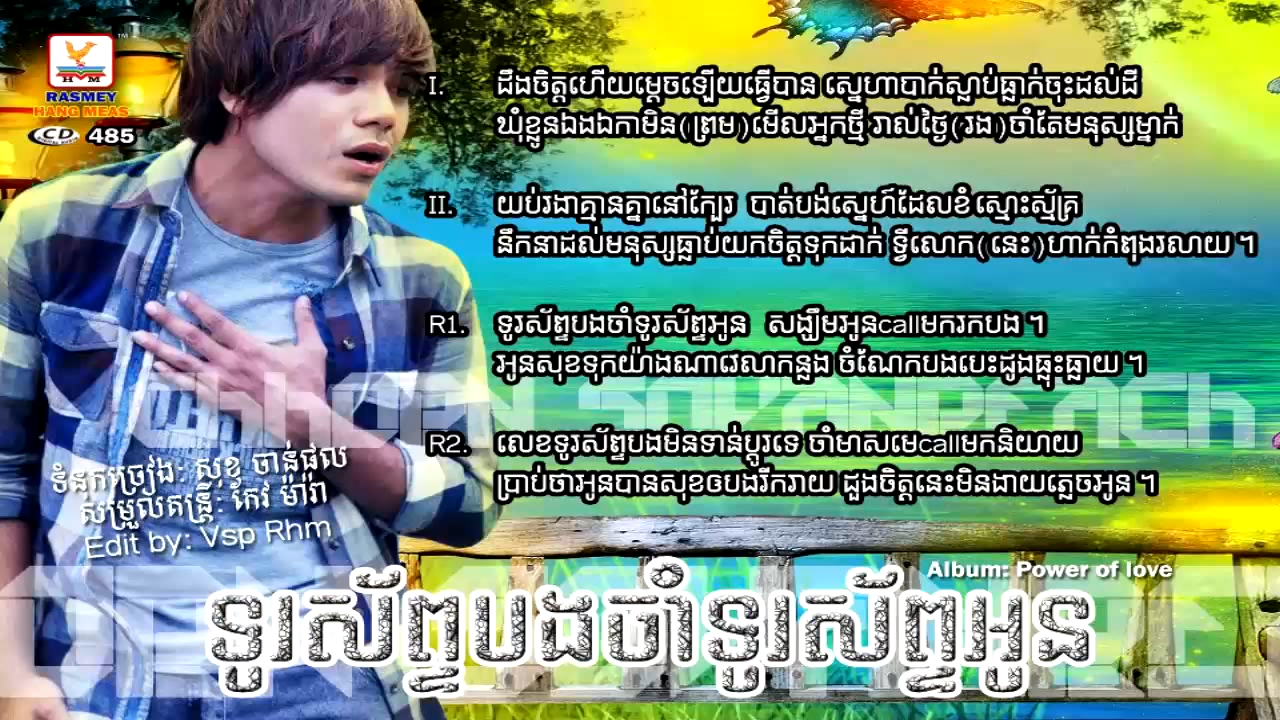 HM
TM
RASMEY
HANG MEAS
CD 485
I. ដឹងចិត្តហើយម្តេចឡើយធ្វើបាន ស្នេហាបាក់ស្លាប់ធ្លាក់ចុះដល់ដី
ឃុំខ្លួនឯងឯកាមិន(ព្រម)មើលអ្នកថ្មី រាល់ថ្ងៃ(រង)ចាំតែមនុស្សម្នាក់
II. យប់រងាគ្មានគ្នានៅក្បែរ បាត់បង់ស្នេហ៍ដែលខំស្មោះស្ម័គ្រ
នឹកនាដល់មនុស្សធ្លាប់យកចិត្តទុកដាក់ ទ្វីលោក(នេះ)ហាក់កំពុងរលាយ ។
R1. ទូរស័ព្ទបងចាំទូរស័ព្ទអូន សង្ឃឹមអូនcallមករកបង ។
អូនសុខទុកយ៉ាងណាវេលាកន្លង ចំណែកបងបេះដូងធ្លុះធ្លាយ ។
CHHORN SOVANREACH
R2. លេខទូរស័ព្ទបងមិនទាន់ប្តូរទេ ចាំមាសមេcallមកនិយាយ
ប្រាប់ថាអូនបានសុខឲបងរីករាយ ដួងចិត្តនេះមិនងាយភ្លេចអូន ។
ទំនុកច្រៀង: សុខ ចាន់ផល
សម្រួលតន្ត្រី: កែវ ម៉ារ៉ា
Edit by: Vsp Rhm
Album: Power of love
ទូរស័ព្ទបងចាំទូរស័ព្ទអូន